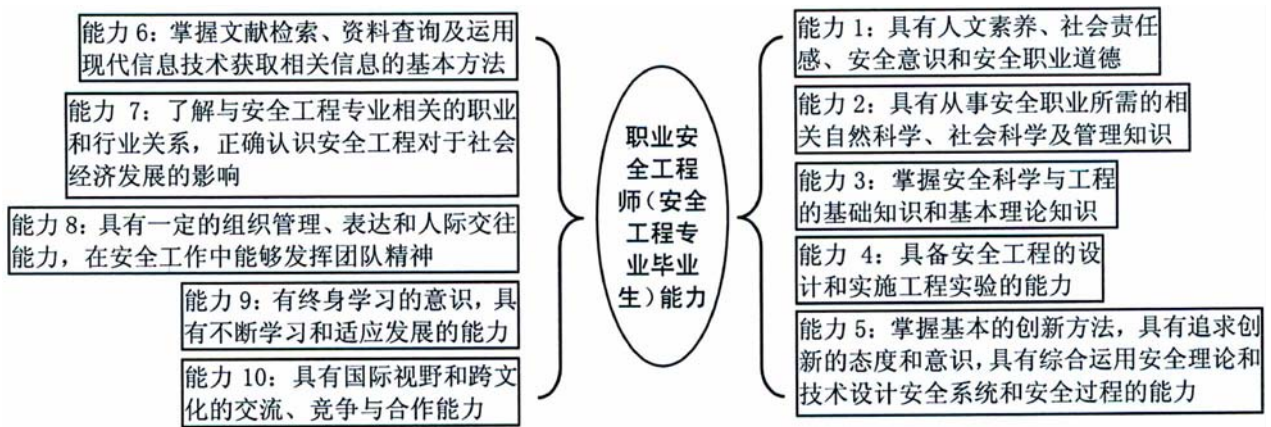 能力 6：掌握文献检索、资料查询及运用
现代信息技术获取相关信息的基本方法
能力 7：了解与安全工程专业相关的职业
和行业关系，正确认识安全工程对于社会
经济发展的影响
能力 8：具有一定的组织管理、表达和人际交往
能力，在安全工作中能够发挥团队精神
能力 9：有终身学习的意识，具
有不断学习和适应发展的能力
能力 10：具有国际视野和跨文
化的交流、竞争与合作能力
职业安
全工程
师（安全
工程专
业毕业
生）能力
能力 1：具有人文素养、社会责任
感、安全意识和安全职业道德
能力 2：具有从事安全职业所需的相
关自然科学、社会科学及管理知识
能力 3：掌握安全科学与工程
的基础知识和基本理论知识
能力 4：具备安全工程的设
计和实施工程实验的能力
能力 5：掌握基本的创新方法，具有追求创
新的态度和意识，具有综合运用安全理论和
技术设计安全系统和安全过程的能力